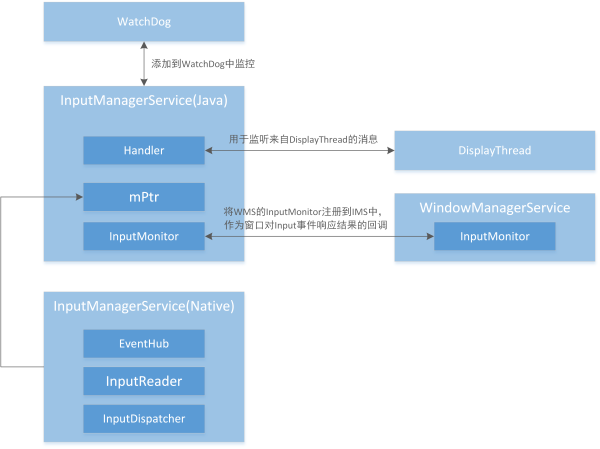 WatchDog
添加到WatchDog中监控
InputManagerService(Java)
Handler
用于监听来自DisplayThread的消息
DisplayThread
mPtr
InputMonitor
将WMS的InputMonitor注册到IMS中，
作为窗口对Input事件响应结果的回调
WindowManagerService
InputMonitor
InputManagerService(Native)
EventHub
InputReader
InputDispatcher